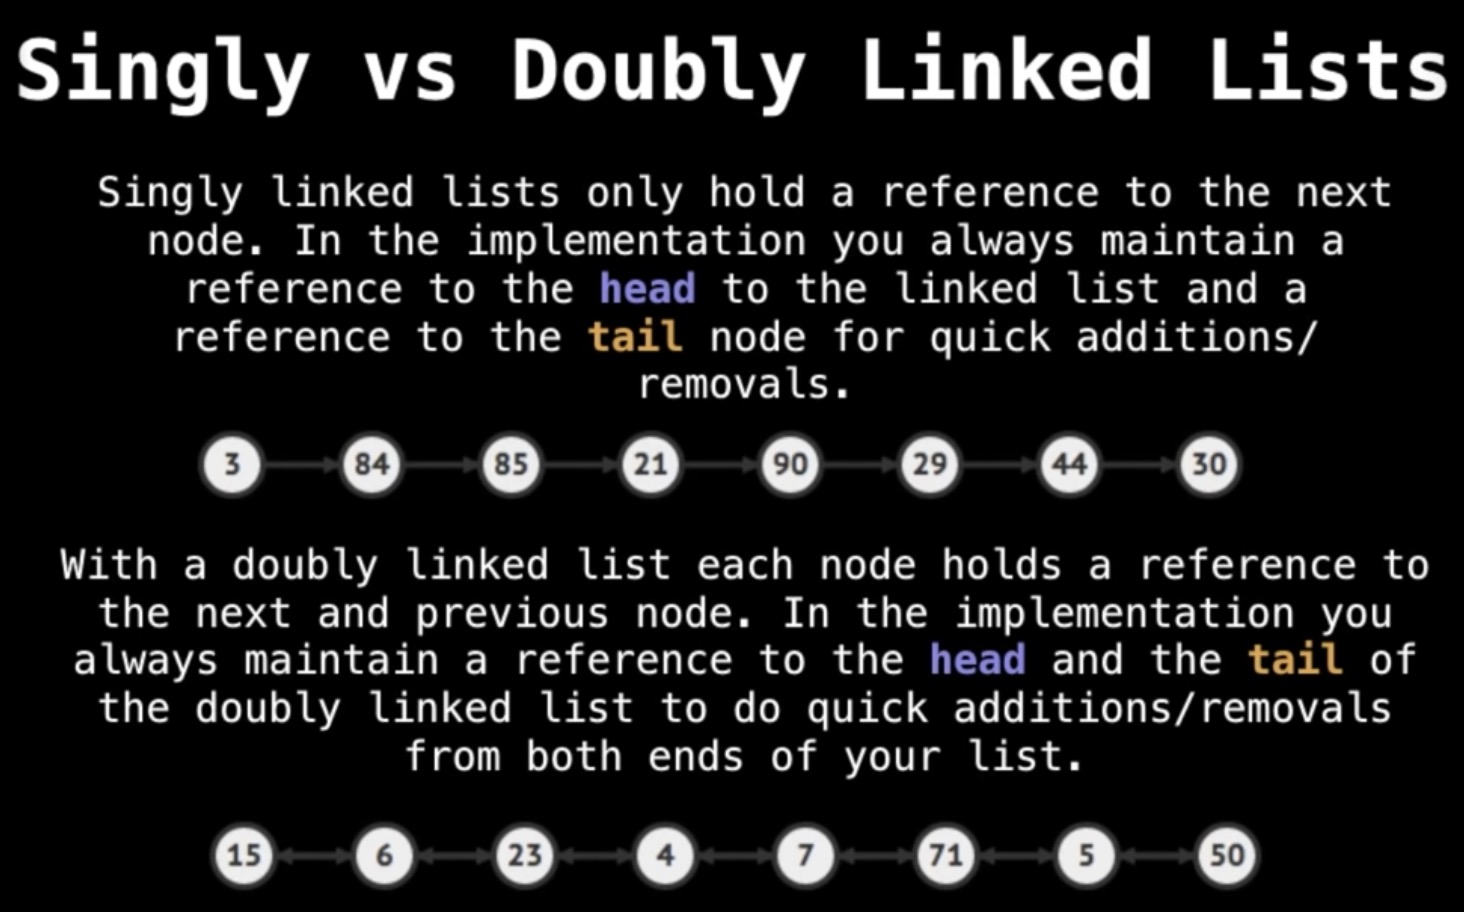 Singly vs Doubly Linked Lists
Singly linked lists only hold a reference to the next
node. In the implementation you always maintain a
reference to the head to the linked list and a
reference to the tail node for quick additions/
removals.
3 84 85 21 90 29 44 30
With a doubly linked list each node holds a reference to
the next and previous node. In the implementation you
always maintain a reference to the head and the tail of
the doubly linked list to do quick additions/removals
from both ends of your list.
15 6 23 4 7 71 5 50